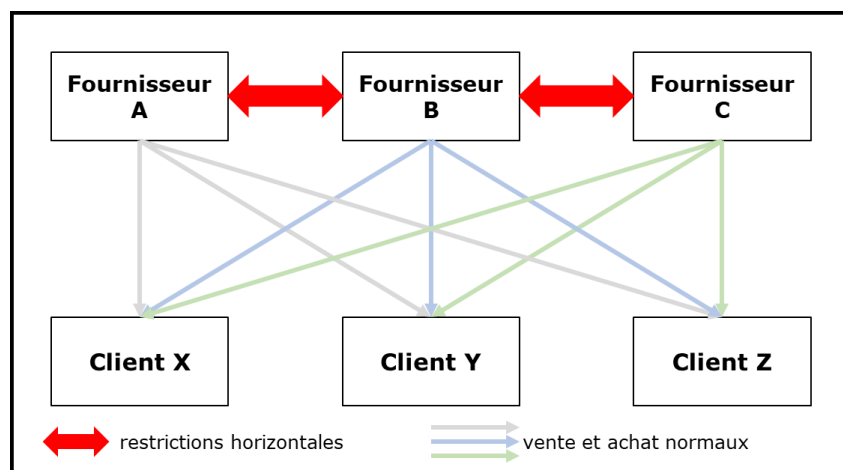 Fournisseur
A
Fournisseur
B
Fournisseur
C
Client X
Client Y
Client Z
restrictions horizontales
vente et achat normaux